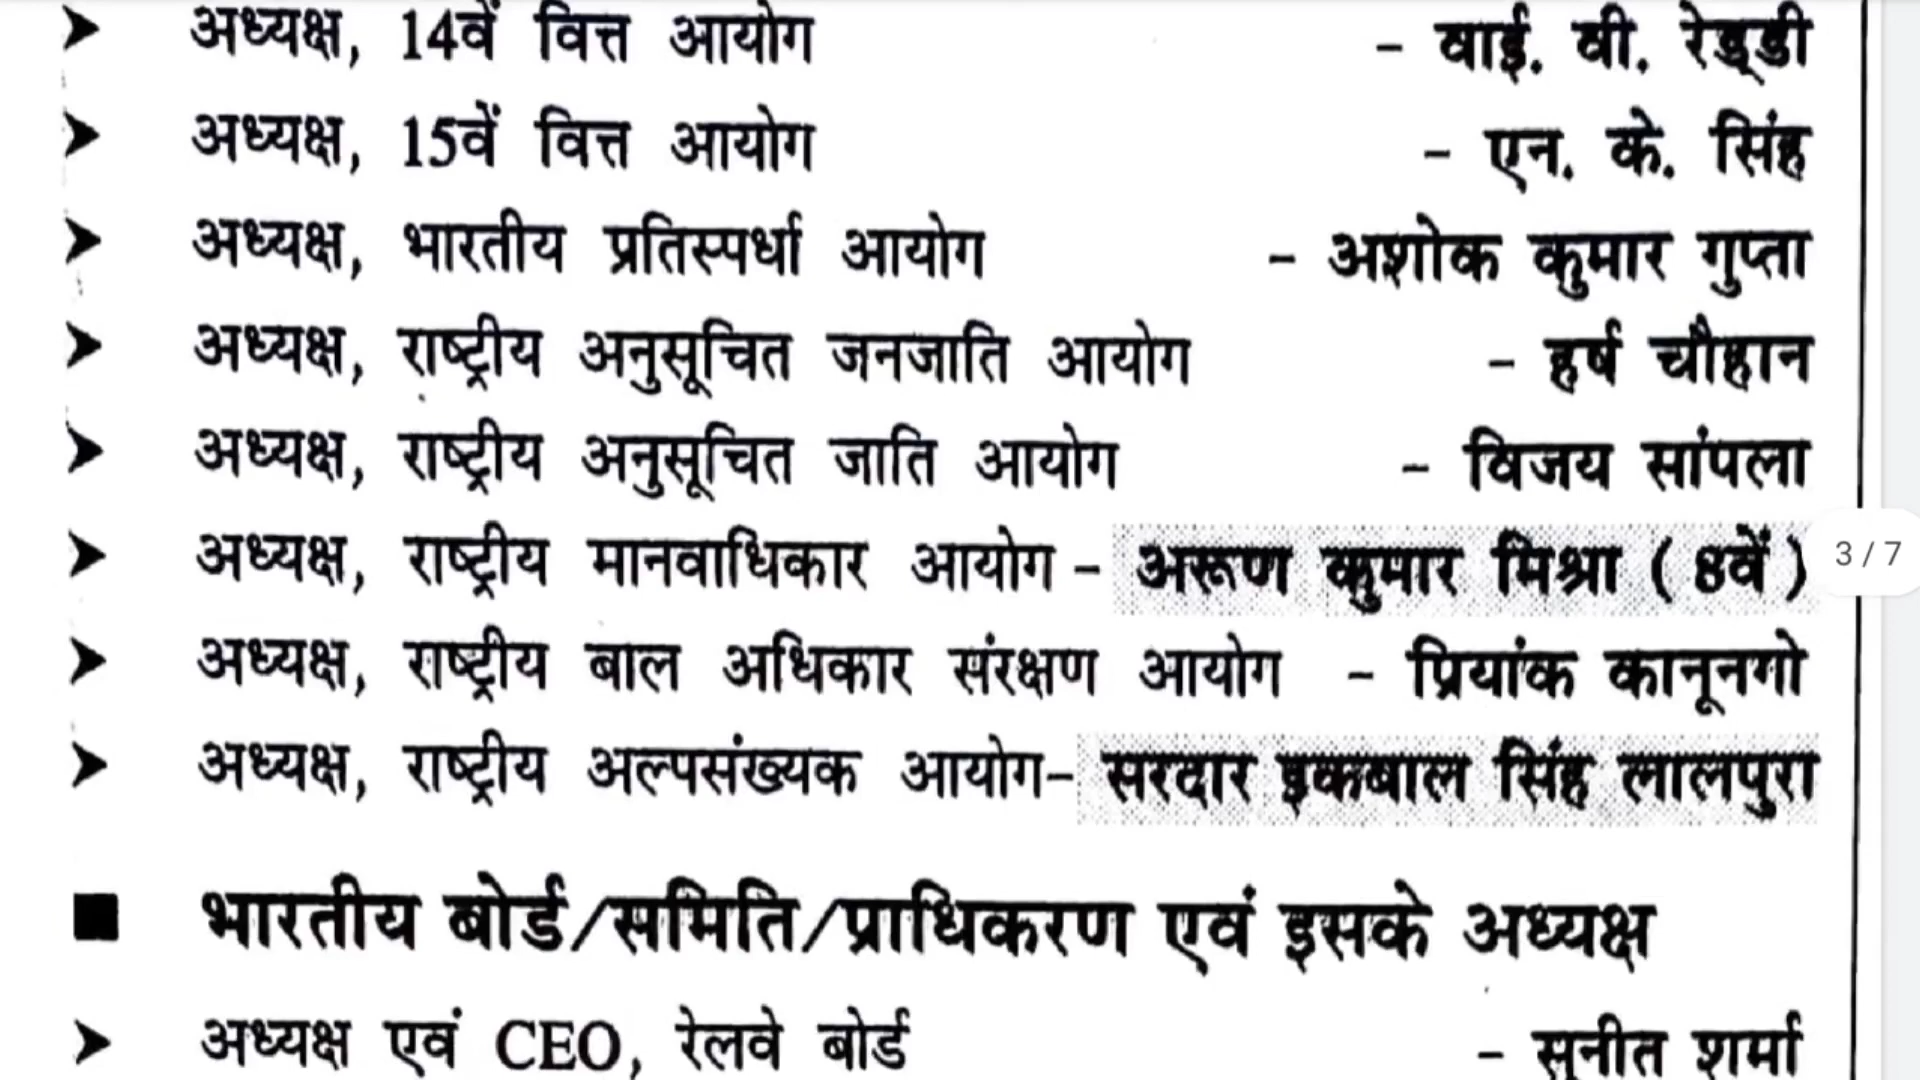 ➤ अध्यक्ष, 14वें वित्त आयोग – वाई. वी. रेड्डी
➤ अध्यक्ष, 15वें वित्त आयोग – एन. के. सिंह
➤ अध्यक्ष, भारतीय प्रतिस्पर्धा आयोग – अशोक कुमार गुप्ता
➤ अध्यक्ष, राष्ट्रीय अनुसूचित जनजाति आयोग – हर्ष चौहान
➤ अध्यक्ष, राष्ट्रीय अनुसूचित जाति आयोग – विजय सांपला
➤ अध्यक्ष, राष्ट्रीय मानवाधिकार आयोग – अरूण कुमार मिश्रा (8वें)
3 / 7
➤ अध्यक्ष, राष्ट्रीय बाल अधिकार संरक्षण आयोग – प्रियांक कानूनगो
➤ अध्यक्ष, राष्ट्रीय अल्पसंख्यक आयोग– सरदार इकबाल सिंह लालपुरा
■ भारतीय बोर्ड/समिति/प्राधिकरण एवं इसके अध्यक्ष
➤ अध्यक्ष एवं CEO, रेलवे बोर्ड – सुनीत शर्मा